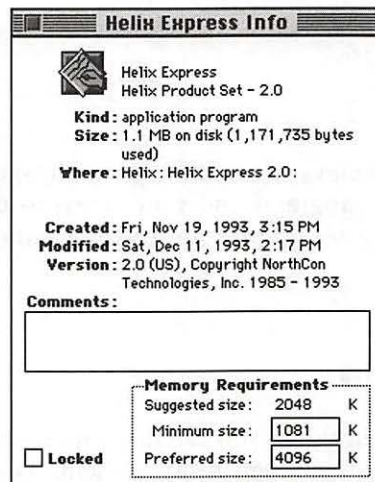 Helix Express Info
Helix Express
Helix Product Set - 2.0
Kind: application program
Size: 1.1 MB on disk (1,171,735 bytes
used)
Where: Helix: Helix Express 2.0:
Created: Fri, Nov 19, 1993, 3:15 PM
Modified: Sat, Dec 11, 1993, 2:17 PM
Version: 2.0 (US), Copyright NorthCon
Technologies, Inc. 1985 - 1993
Comments:
Memory Requirements
Suggested size: 2048 K
Minimum size: 1081 K
Locked
Preferred size: 4096 K